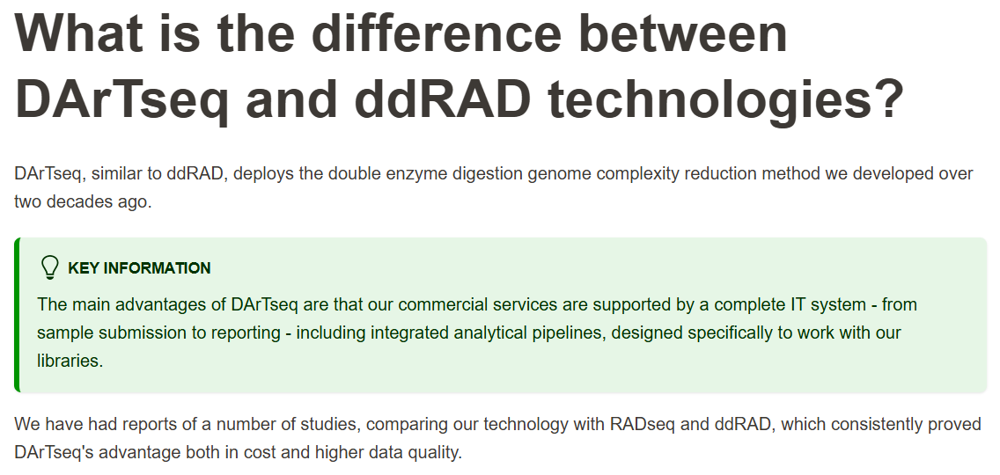 What is the difference between
DArTseq and ddRAD technologies?
DArTseq, similar to ddRAD, deploys the double enzyme digestion genome complexity reduction method we developed over
two decades ago.
KEY INFORMATION
The main advantages of DArTseq are that our commercial services are supported by a complete IT system - from
sample submission to reporting - including integrated analytical pipelines, designed specifically to work with our
libraries.
We have had reports of a number of studies, comparing our technology with RADseq and ddRAD, which consistently proved
DArTseq's advantage both in cost and higher data quality.